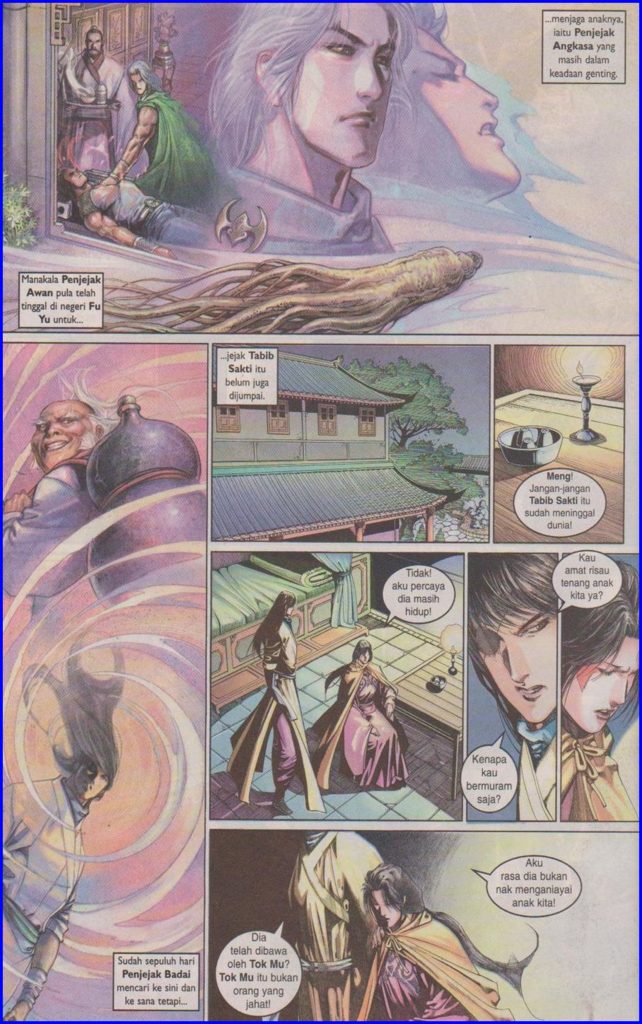 ...menjaga anaknya,
iaitu Penjejak
Angkasa yang
masih dalam
keadaan genting.
Manakala Penjejak
Awan pula telah
tinggal di negeri Fu
Yu untuk...
Sudah sepuluh hari
Penjejak Badai
mencari ke sini dan
ke sana tetapi...
...jejak Tabib
Sakti itu
belum juga
dijumpai.
Meng!
Jangan-jangan
Tabib Sakti itu
sudah meninggal
dunia!
Tidak!
aku percaya
dia masih
hidup!
Kenapa
kau
bermuram
saja?
Kau
amat risau
tenang anak
kita ya?
Dia
telah dibawa
oleh Tok Mu?
Tok Mu itu bukan
orang yang
jahat!
Aku
rasa dia bukan
nak menganiayai
anak kita!